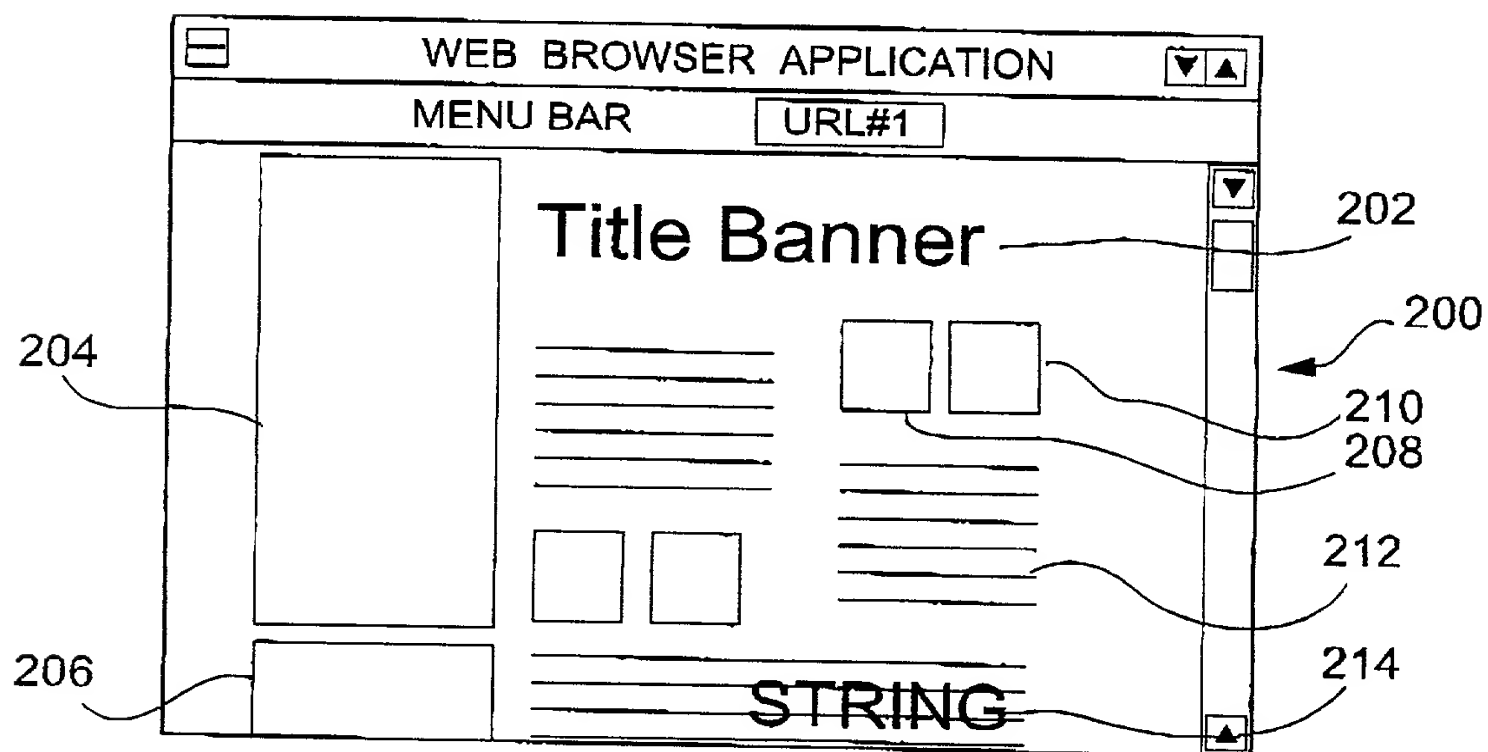 WEB BROWSER APPLICATION
MENU BAR URL#1
Title Banner
202
200
204
210
208
212
206
214
STRING